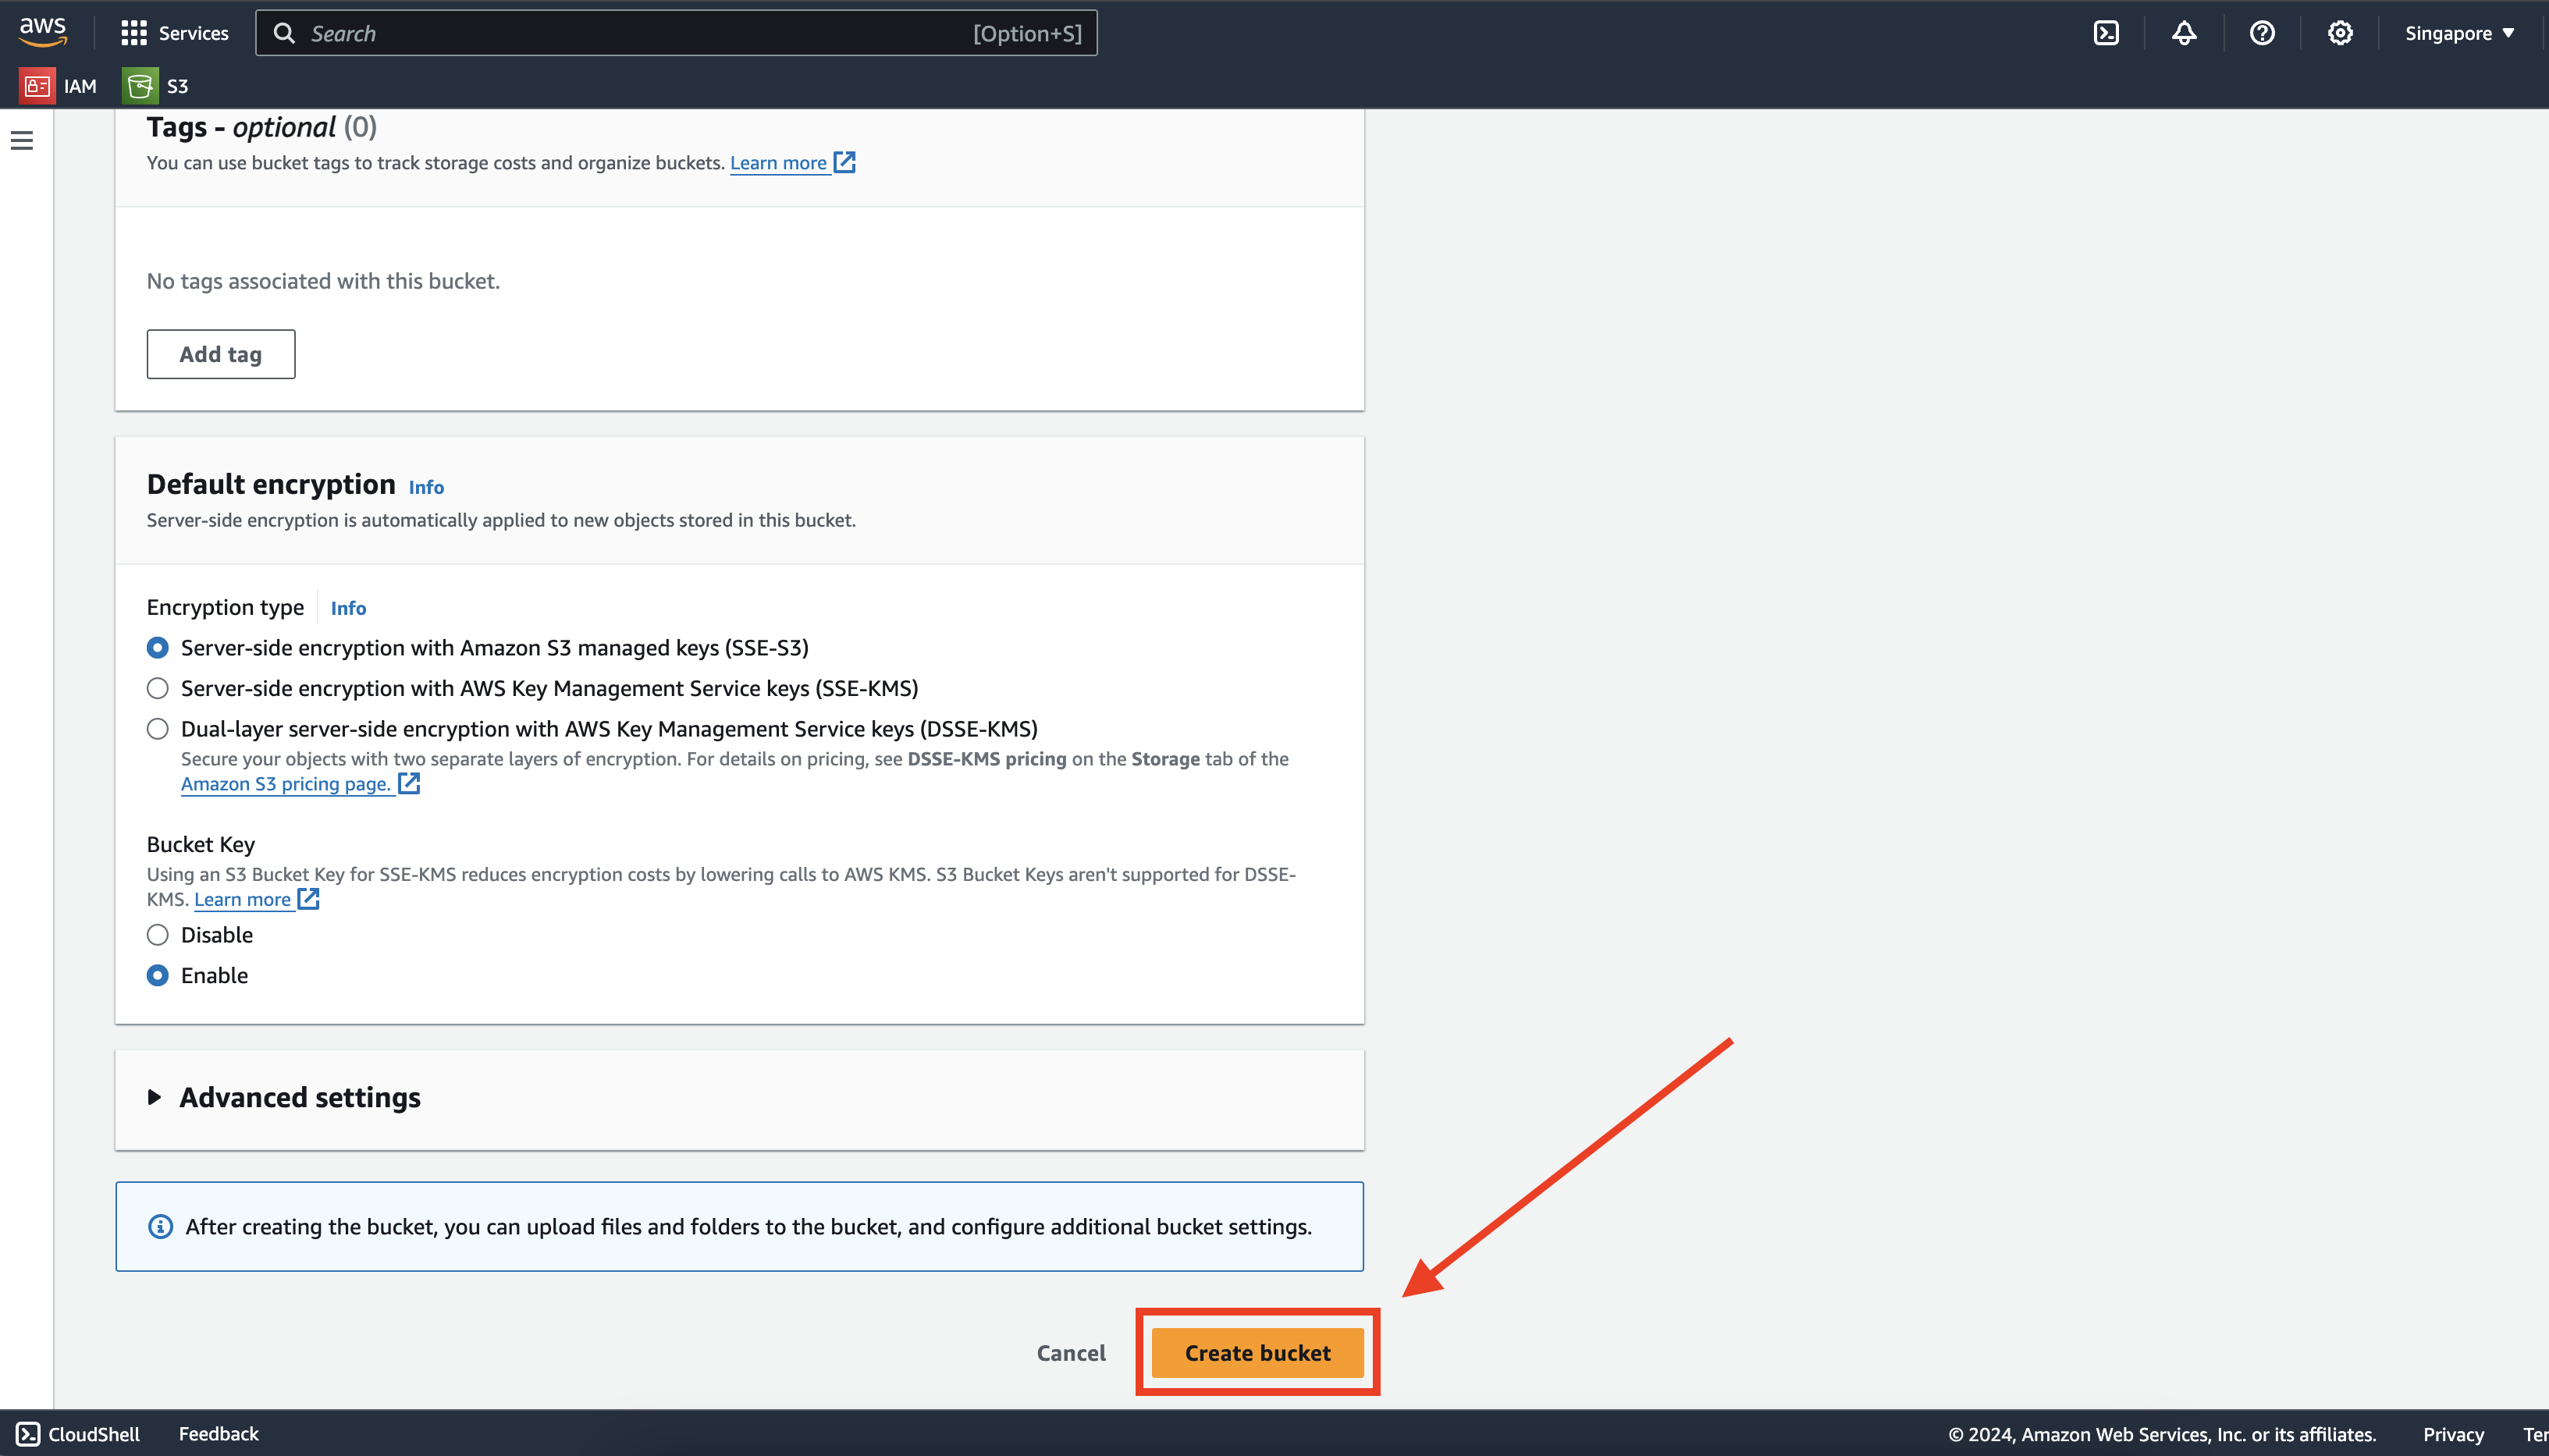 aws
Services
Search
[Option+S]
Singapore
IAM
S3
Tags - optional (0)
You can use bucket tags to track storage costs and organize buckets. Learn more
No tags associated with this bucket.
Add tag
Default encryption Info
Server-side encryption is automatically applied to new objects stored in this bucket.
Encryption type Info
Server-side encryption with Amazon S3 managed keys (SSE-S3)
Server-side encryption with AWS Key Management Service keys (SSE-KMS)
Dual-layer server-side encryption with AWS Key Management Service keys (DSSE-KMS)
Secure your objects with two separate layers of encryption. For details on pricing, see DSSE-KMS pricing on the Storage tab of the
Amazon S3 pricing page.
Bucket Key
Using an S3 Bucket Key for SSE-KMS reduces encryption costs by lowering calls to AWS KMS. S3 Bucket Keys aren't supported for DSSE-
KMS. Learn more
Disable
Enable
Advanced settings
After creating the bucket, you can upload files and folders to the bucket, and configure additional bucket settings.
Cancel
Create bucket
CloudShell
Feedback
© 2024, Amazon Web Services, Inc. or its affiliates.
Privacy
Ter